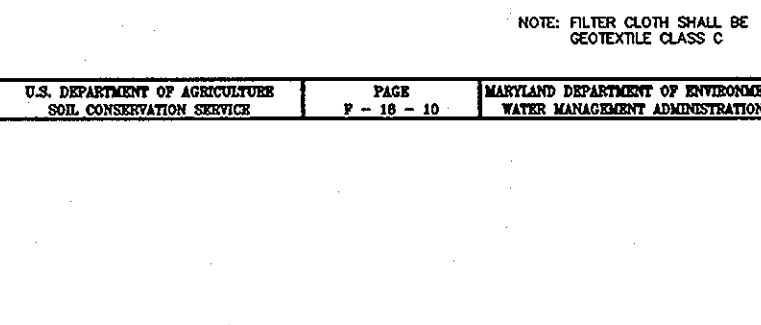 NOTE: FILTER CLOTH SHALL BE
GEOTEXTILE CLASS C
U.S. DEPARTMENT OF AGRICULTURE
SOIL CONSERVATION SERVICE
PAGE
F - 18 - 10
MARYLAND DEPARTMENT OF ENVIRONME
WATER MANAGEMENT ADMINISTRATION